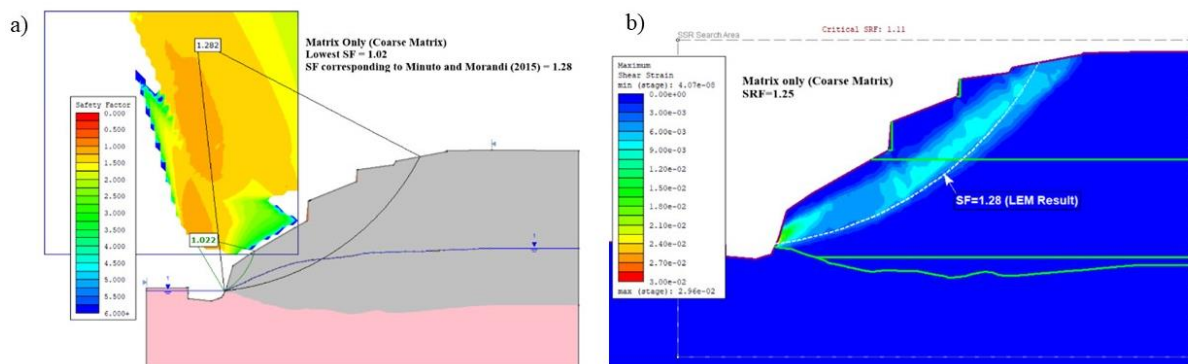 a)
1.282
Matrix Only (Coarse Matrix)
Lowest SF = 1.02
SF corresponding to Minuto and Morandi (2015) = 1.28
Safety Factor
0.000
0.500
1.000
1.500
2.000
2.500
3.000
3.500
4.000
4.500
5.000
5.500
6.000+
1.022
1
1
b)
Critical SRF: 1.11
SSR Search Area
Maximum
Shear Strain
min (stage): 4.07e-08
0.00e+00
3.00e-03
6.00e-03
9.00e-03
1.20e-02
1.50e-02
1.80e-02
2.10e-02
2.40e-02
2.70e-02
3.00e-02
max (stage): 2.96e-02
Matrix only (Coarse Matrix)
SRF=1.25
SF=1.28 (LEM Result)